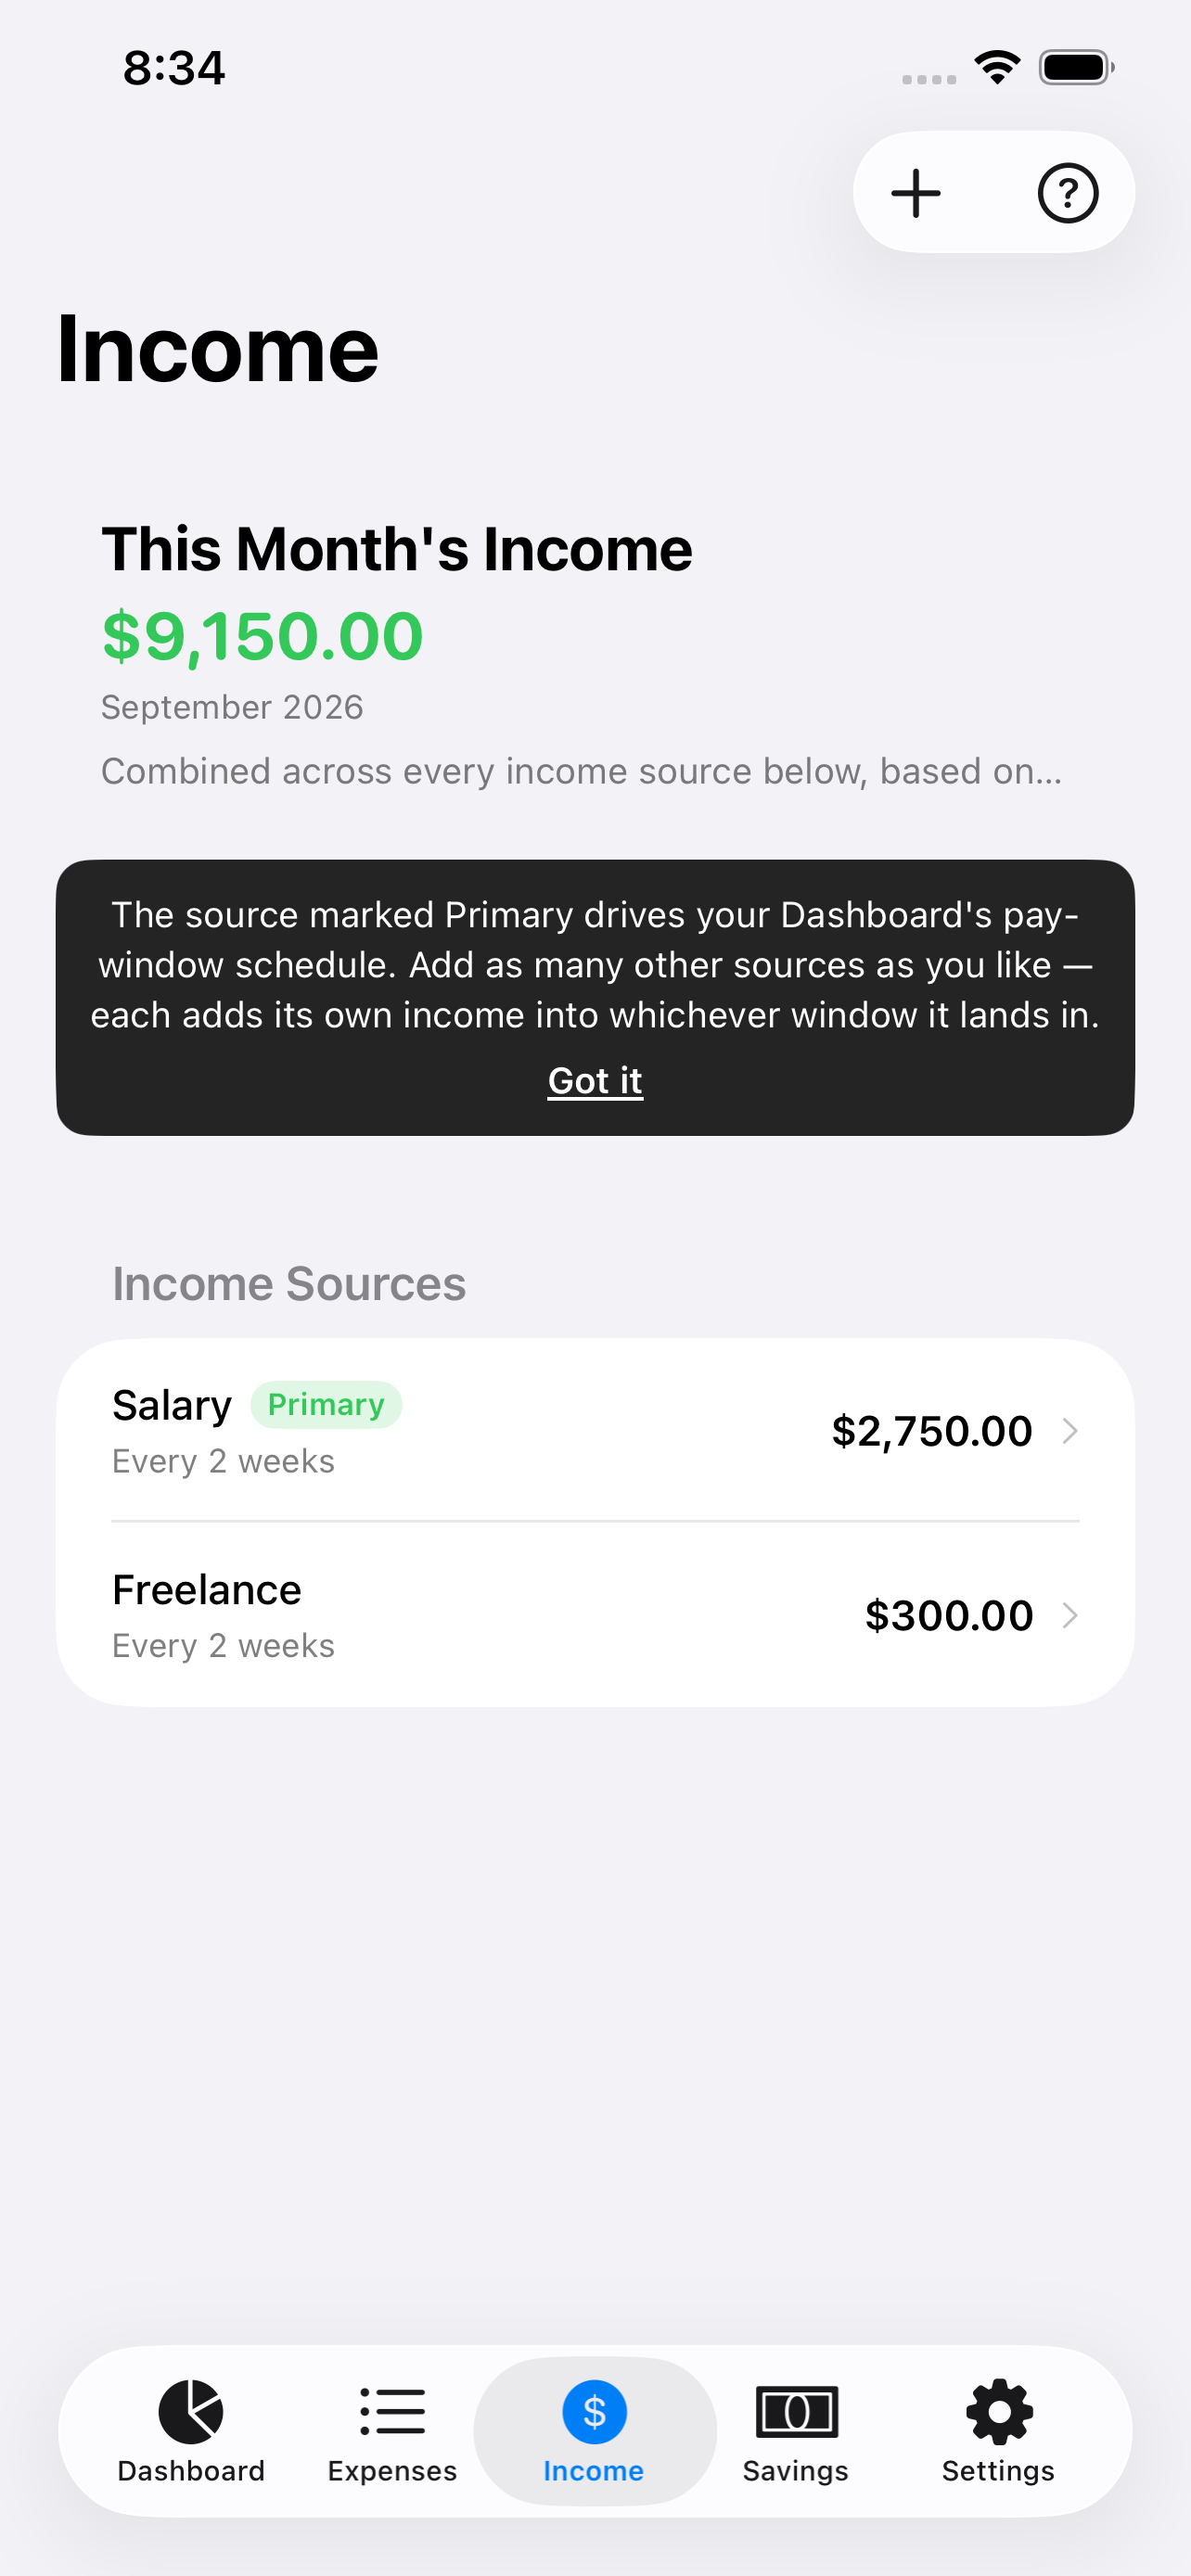 8:34
Income
This Month's Income
$9,150.00
September 2026
Combined across every income source below, based on...
The source marked Primary drives your Dashboard's pay-
window schedule. Add as many other sources as you like —
each adds its own income into whichever window it lands in.
Got it
Income Sources
Salary Primary
Every 2 weeks
$2,750.00
Freelance
Every 2 weeks
$300.00
Dashboard Expenses Income Savings Settings